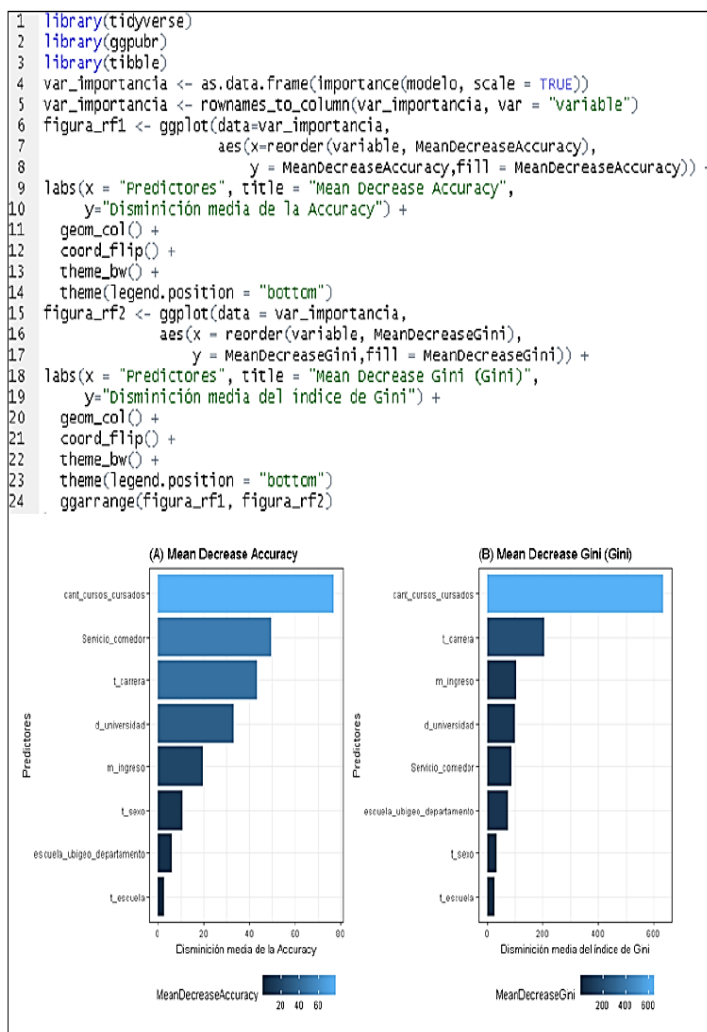 1 library(tidyverse)
2 library(ggpubr)
3 library(tibble)
4 var_importancia <- as.data.frame(importance(modelo, scale = TRUE))
5 var_importancia <- rownames_to_column(var_importancia, var = "variable")
6 figura_rf1 <- ggplot(data=var_importancia,
7 aes(x=reorder(variable, MeanDecreaseAccuracy),
8 y = MeanDecreaseAccuracy,fill = MeanDecreaseAccuracy)) +
9 labs(x = "Predictores", title = "Mean Decrease Accuracy",
10 y="Disminición media de la Accuracy") +
11 geom_col() +
12 coord_flip() +
13 theme_bw() +
14 theme(legend.position = "bottom")
15 figura_rf2 <- ggplot(data = var_importancia,
16 aes(x = reorder(variable, MeanDecreaseGini),
17 y = MeanDecreaseGini,fill = MeanDecreaseGini)) +
18 labs(x = "Predictores", title = "Mean Decrease Gini (Gini)",
19 y="Disminición media del índice de Gini") +
20 geom_col() +
21 coord_flip() +
22 theme_bw() +
23 theme(legend.position = "bottom")
24 ggarrange(figura_rf1, figura_rf2)
(A) Mean Decrease Accuracy
Predictores
cant_cursos_cursados
Servicio_comedor
t_carrera
d_universidad
m_ingreso
t_sexo
escuela_ubigeo_departamento
t_escuela
0 20 40 60 80
Disminición media de la Accuracy
MeanDecreaseAccuracy
20 40 60
(B) Mean Decrease Gini (Gini)
Predictores
cant_cursos_cursados
t_carrera
m_ingreso
d_universidad
Servicio_comedor
escuela_ubigeo_departamento
t_sexo
t_escuela
0 200 400 600
Disminición media del índice de Gini
MeanDecreaseGini
200 400 600